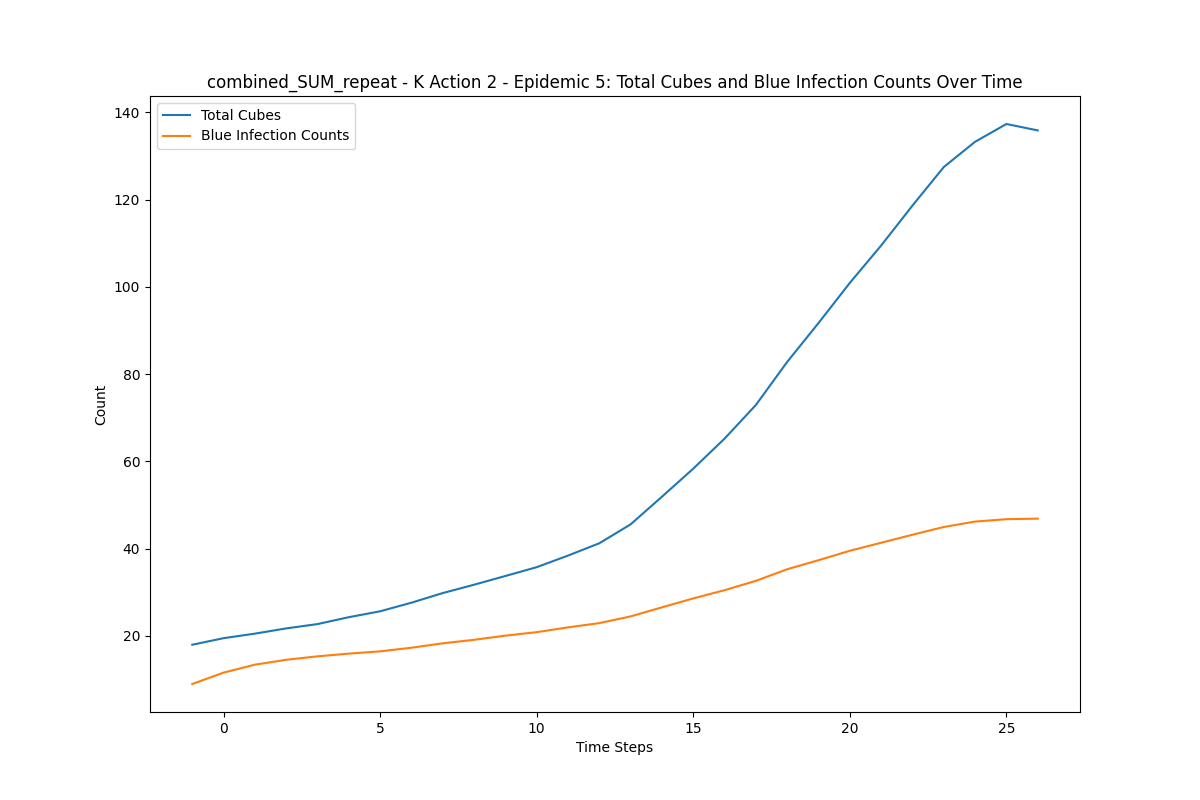 combined_SUM_repeat - K Action 2 - Epidemic 5: Total Cubes and Blue Infection Counts Over Time
Total Cubes
Blue Infection Counts
Count
140
120
100
80
60
40
20
0 5 10 15 20 25
Time Steps